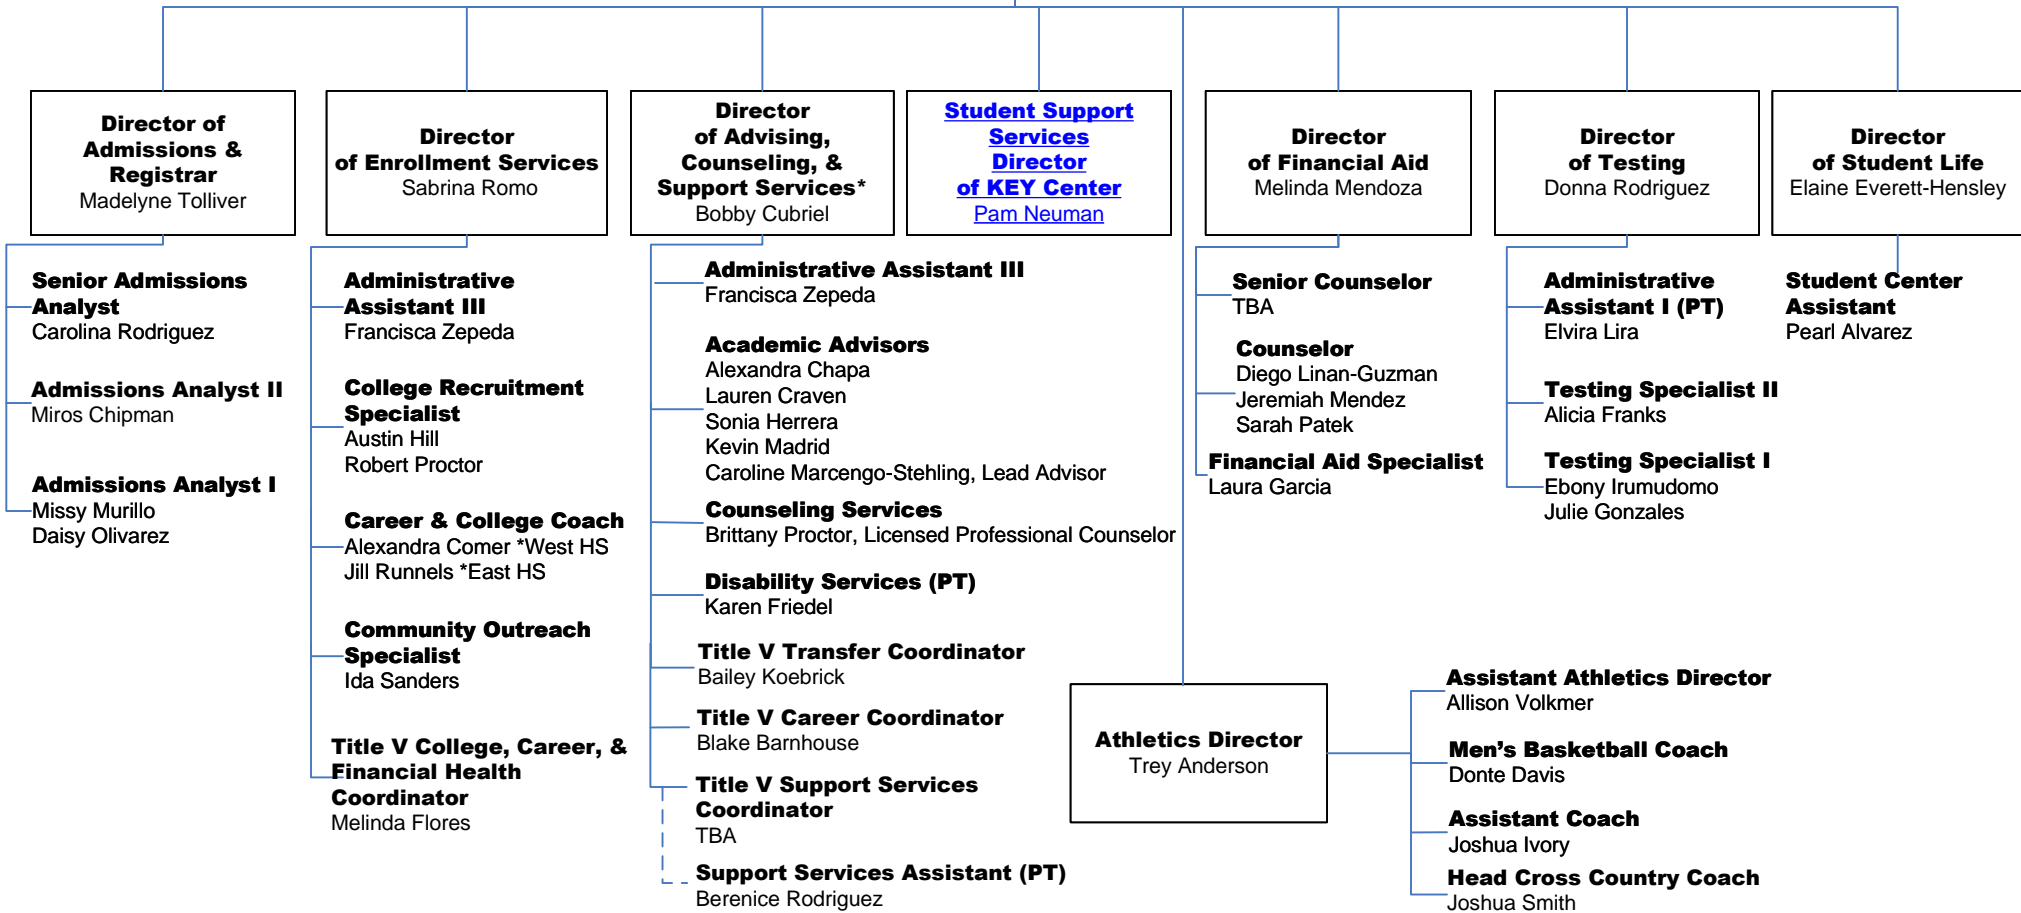 Director of
Admissions &
Registrar
Madelyne Tolliver
Senior Admissions
Analyst
Carolina Rodriguez
Admissions Analyst II
Miros Chipman
Admissions Analyst I
Missy Murillo
Daisy Olivarez
Director
of Enrollment Services
Sabrina Romo
Administrative
Assistant III
Francisca Zepeda
College Recruitment
Specialist
Austin Hill
Robert Proctor
Career & College Coach
Alexandra Comer *West HS
Jill Runnels *East HS
Community Outreach
Specialist
Ida Sanders
Title V College, Career, &
Financial Health
Coordinator
Melinda Flores
Director
of Advising,
Counseling, &
Support Services*
Bobby Cubriel
Administrative Assistant III
Francisca Zepeda
Academic Advisors
Alexandra Chapa
Lauren Craven
Sonia Herrera
Kevin Madrid
Caroline Marcengo-Stehling, Lead Advisor
Counseling Services
Brittany Proctor, Licensed Professional Counselor
Disability Services (PT)
Karen Friedel
Title V Transfer Coordinator
Bailey Koebrick
Title V Career Coordinator
Blake Barnhouse
Title V Support Services
Coordinator
TBA
Support Services Assistant (PT)
Berenice Rodriguez
Student Support
Services
Director
of KEY Center
Pam Neuman
Athletics Director
Trey Anderson
Assistant Athletics Director
Allison Volkmer
Men's Basketball Coach
Donte Davis
Assistant Coach
Joshua Ivory
Head Cross Country Coach
Joshua Smith
Director
of Financial Aid
Melinda Mendoza
Senior Counselor
TBA
Counselor
Diego Linan-Guzman
Jeremiah Mendez
Sarah Patek
Financial Aid Specialist
Laura Garcia
Director
of Testing
Donna Rodriguez
Administrative
Assistant I (PT)
Elvira Lira
Testing Specialist II
Alicia Franks
Testing Specialist I
Ebony Irumudomo
Julie Gonzales
Director
of Student Life
Elaine Everett-Hensley
Student Center
Assistant
Pearl Alvarez